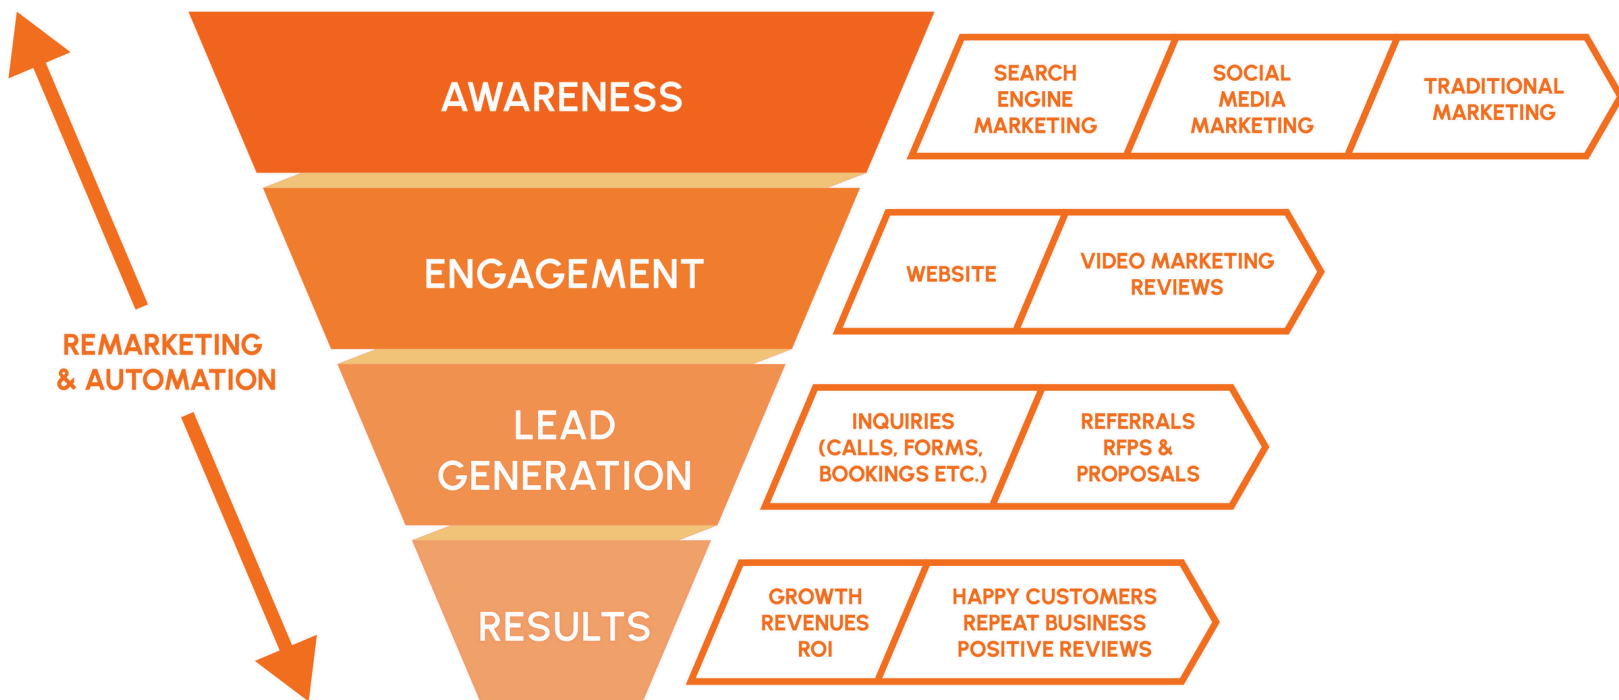 AWARENESS
SEARCH
ENGINE
MARKETING
SOCIAL
MEDIA
MARKETING
TRADITIONAL
MARKETING
ENGAGEMENT
WEBSITE
VIDEO MARKETING
REVIEWS
REMARKETING
& AUTOMATION
LEAD
GENERATION
INQUIRIES
(CALLS, FORMS,
BOOKINGS ETC.)
REFERRALS
RFPS &
PROPOSALS
RESULTS
GROWTH
REVENUES
ROI
HAPPY CUSTOMERS
REPEAT BUSINESS
POSITIVE REVIEWS